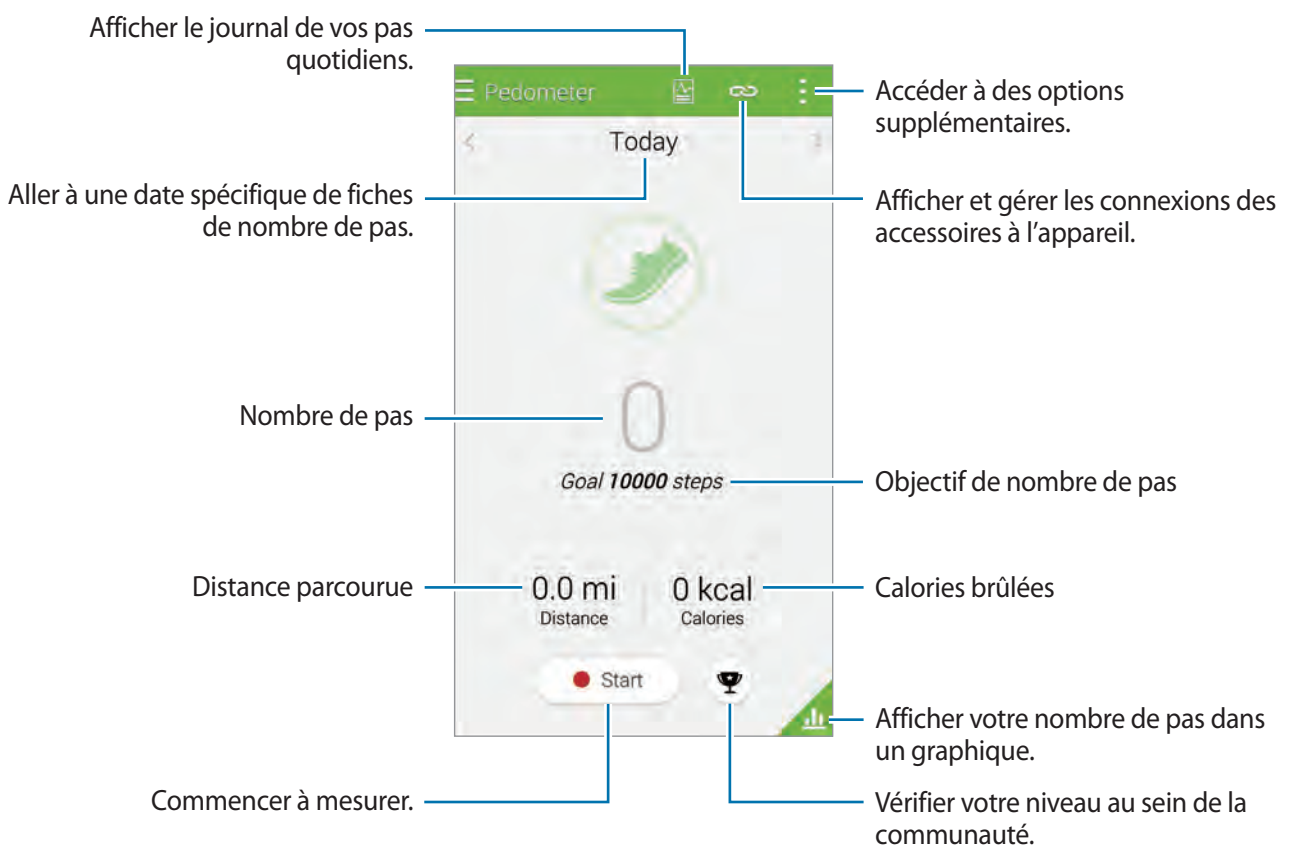 Afficher le journal de vos pas
quotidiens.
Pedometer
Accéder à des options
supplémentaires.
Today
Aller à une date spécifique de fiches
de nombre de pas.
Afficher et gérer les connexions des
accessoires à l'appareil.
0
Nombre de pas
Goal 10000 steps
Objectif de nombre de pas
Distance parcourue
0.0 mi
Distance
0 kcal
Calories
Calories brûlées
Start
Afficher votre nombre de pas dans
un graphique.
Commencer à mesurer.
Vérifier votre niveau au sein de la
communauté.